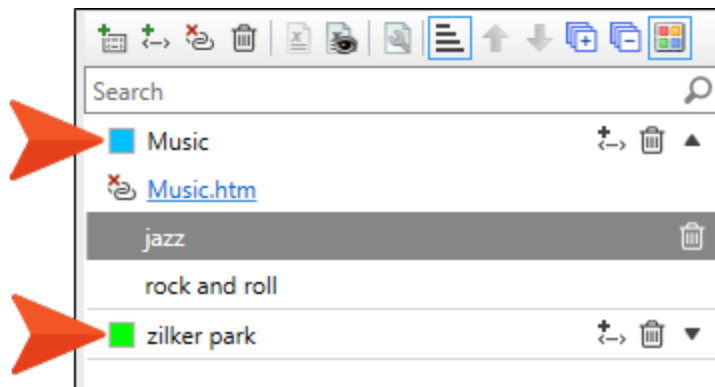 Search
Music
Music.htm
jazz
rock and roll
zilker park